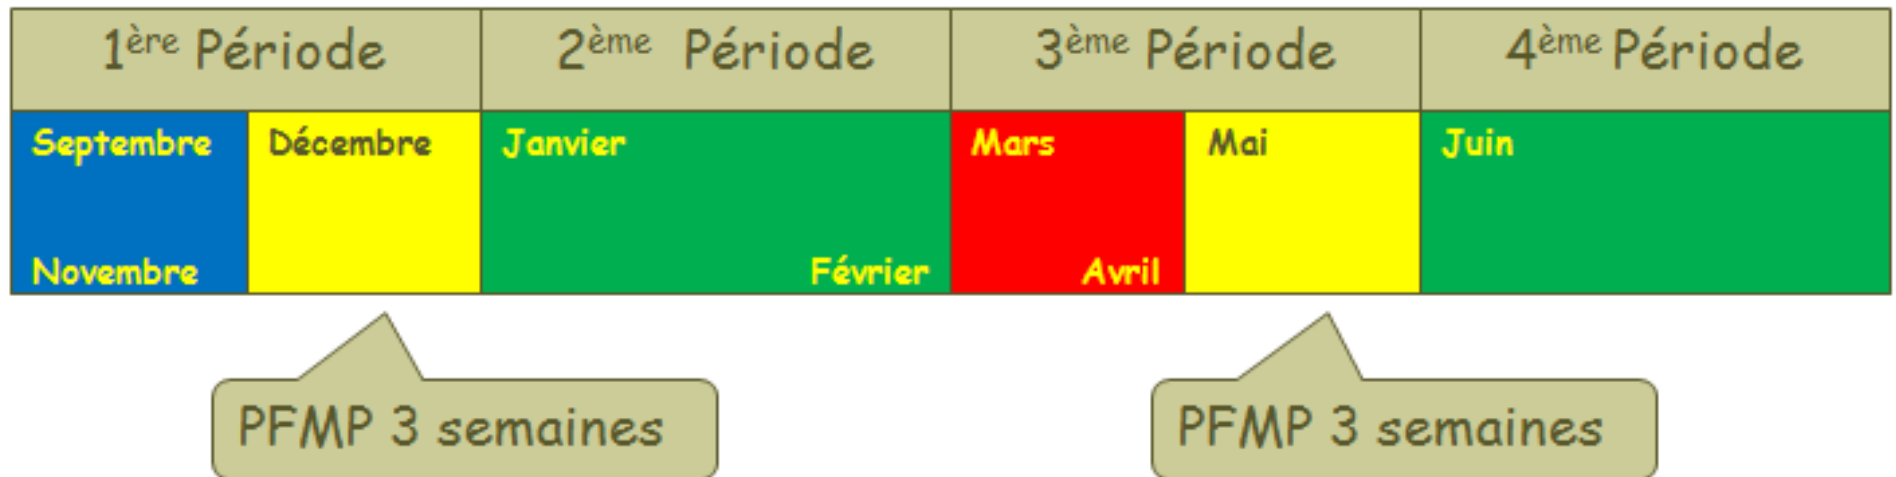 1ère Période 2ème Période 3ème Période 4ème Période
Septembre Décembre Janvier Mars Mai Juin
Novembre Février Avril
PFMP 3 semaines PFMP 3 semaines